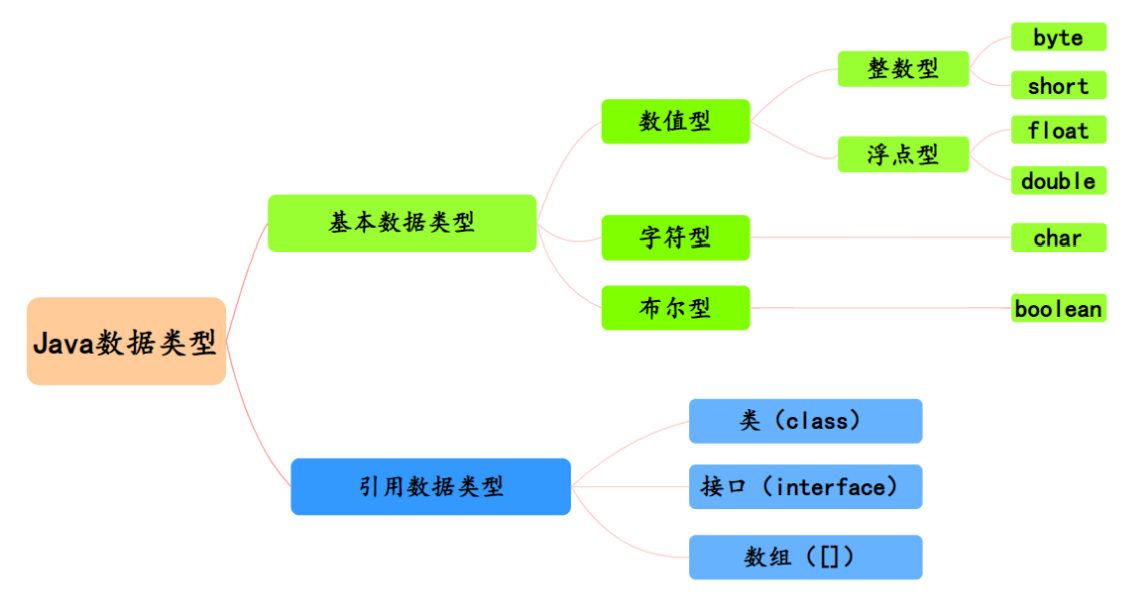 Java数据类型
基本数据类型
数值型
整数型
byte
short
浮点型
float
double
字符型
char
布尔型
boolean
引用数据类型
类（class）
接口（interface）
数组（[]）